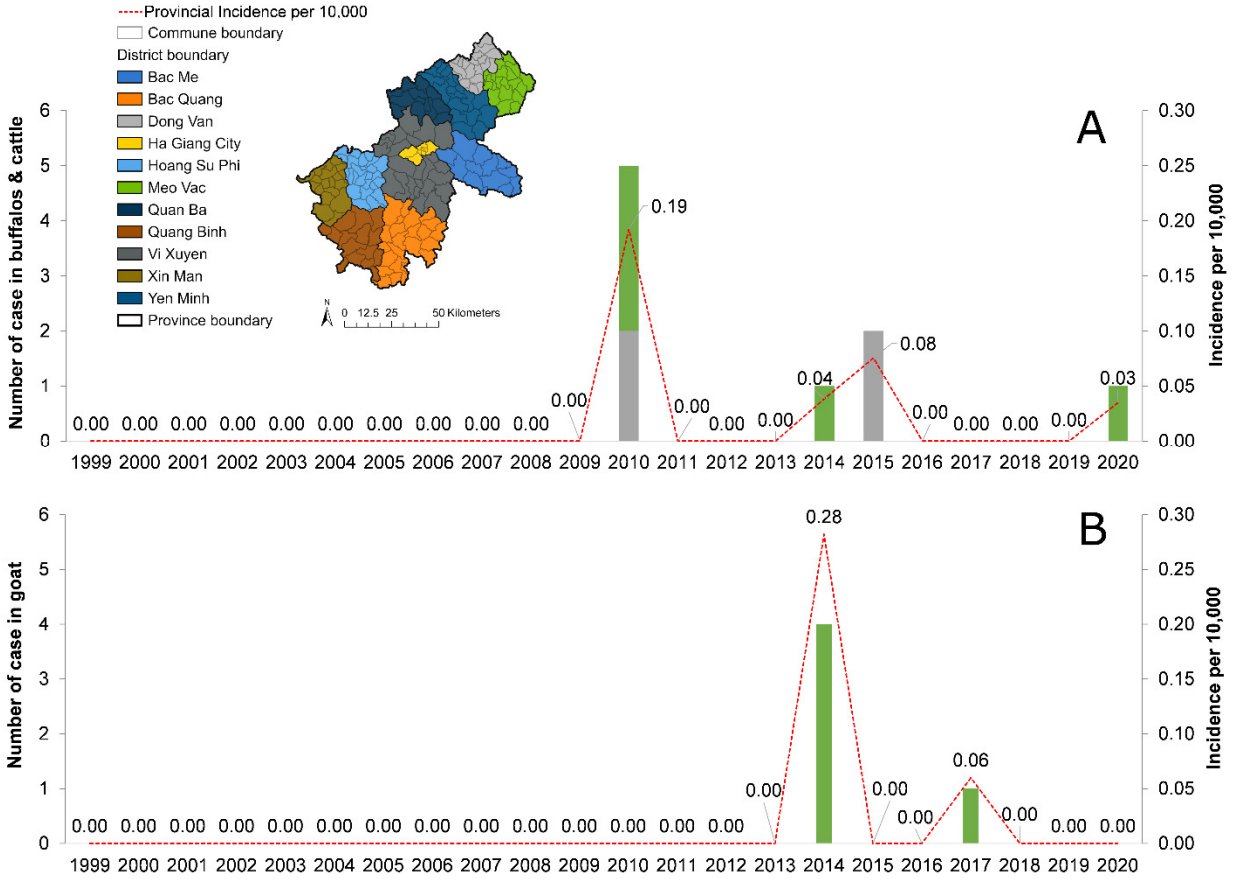 Provincial Incidence per 10,000
Commune boundary
District boundary
Bac Me
Bac Quang
Dong Van
Ha Giang City
Hoang Su Phi
Meo Vac
Quan Ba
Quang Binh
Vi Xuyen
Xin Man
Yen Minh
Province boundary
N
0 12.5 25 50 Kilometers
A
Number of case in buffalos & cattle
6
5
4
3
2
1
0
0.00 0.00 0.00 0.00 0.00 0.00 0.00 0.00 0.00 0.00 0.00 0.19 0.00 0.00 0.00 0.04 0.08 0.00 0.00 0.00 0.00 0.03
1999 2000 2001 2002 2003 2004 2005 2006 2007 2008 2009 2010 2011 2012 2013 2014 2015 2016 2017 2018 2019 2020
0.30
0.25
0.20
0.15
0.10
0.05
0.00
Incidence per 10,000
B
Number of case in goat
6
5
4
3
2
1
0
0.00 0.00 0.00 0.00 0.00 0.00 0.00 0.00 0.00 0.00 0.00 0.00 0.00 0.00 0.00 0.28 0.00 0.00 0.06 0.00 0.00 0.00
1999 2000 2001 2002 2003 2004 2005 2006 2007 2008 2009 2010 2011 2012 2013 2014 2015 2016 2017 2018 2019 2020
0.30
0.25
0.20
0.15
0.10
0.05
0.00
Incidence per 10,000